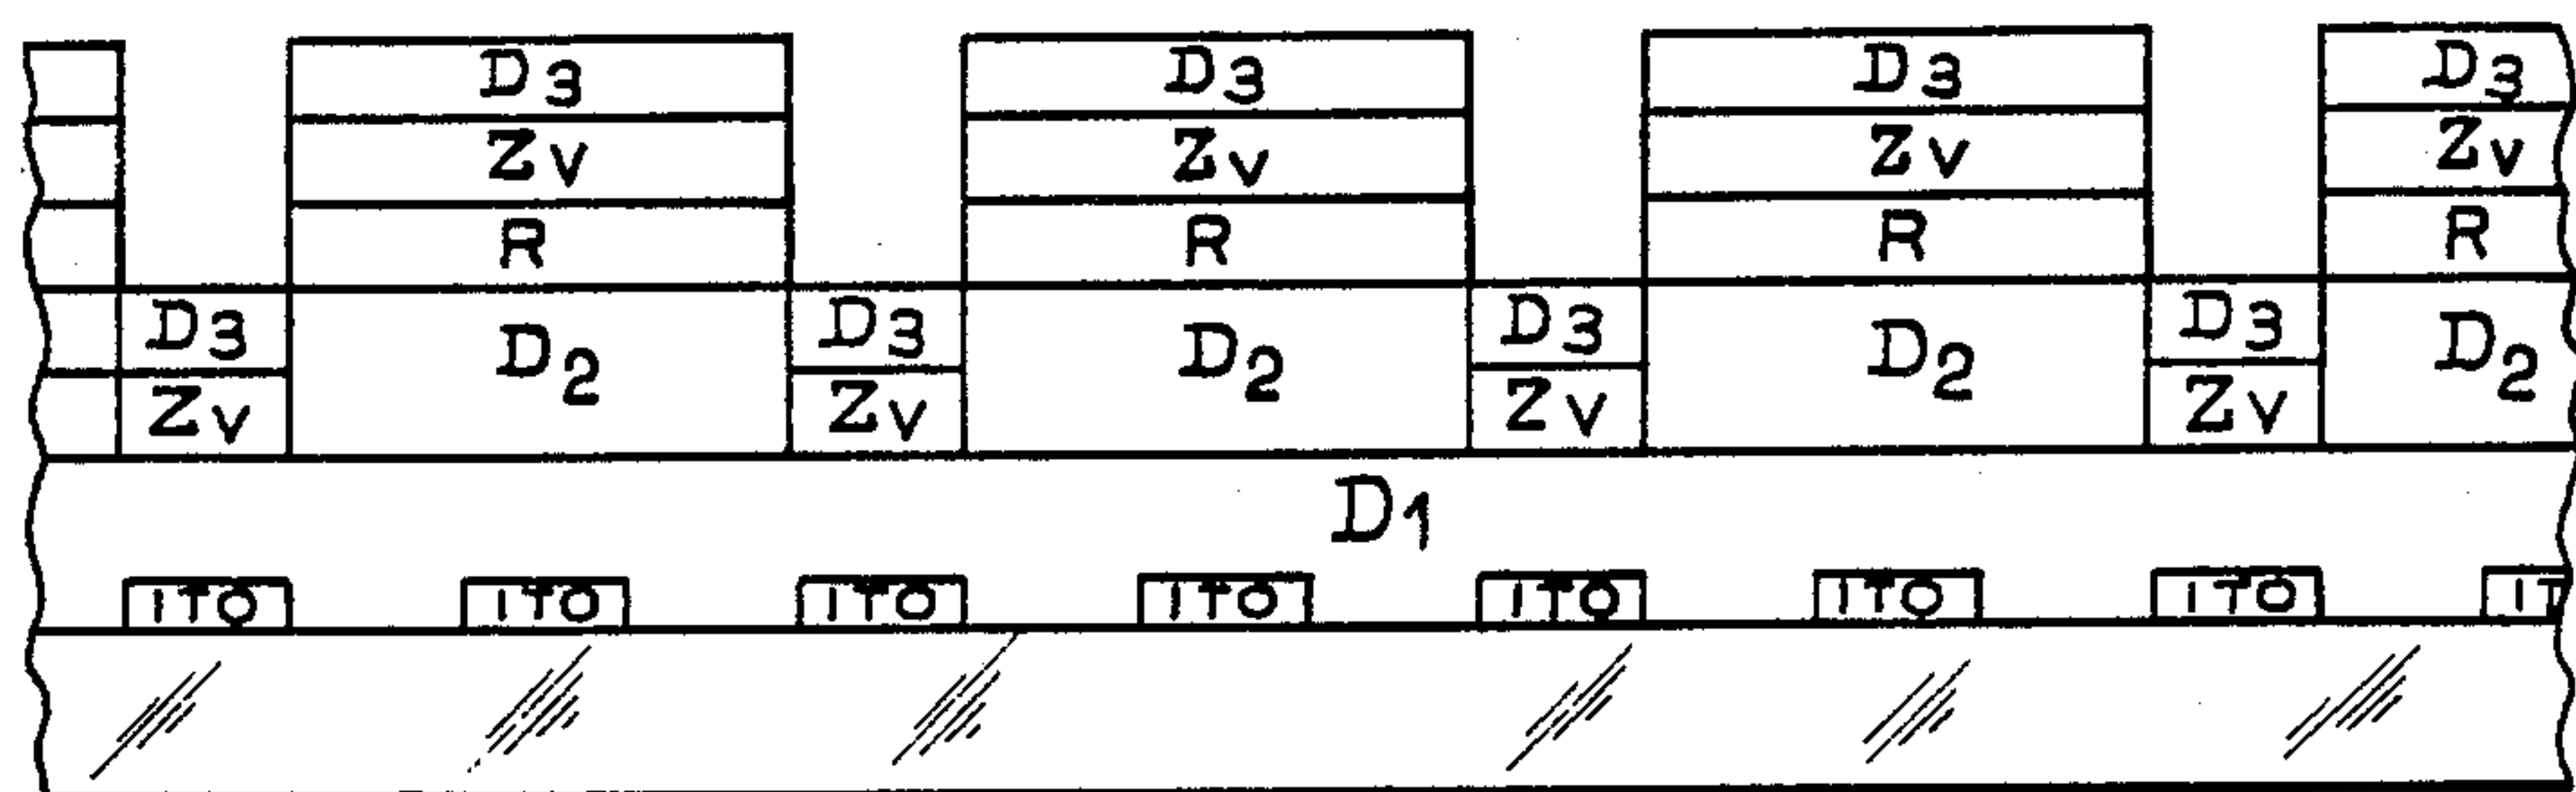 D3 D3 D3 D3
Zv Zv Zv Zv
R R R R
D3 D2 D3 D2 D3 D2 D3 D2
Zv Zv Zv Zv
D1
ITO ITO ITO ITO ITO ITO ITO IT